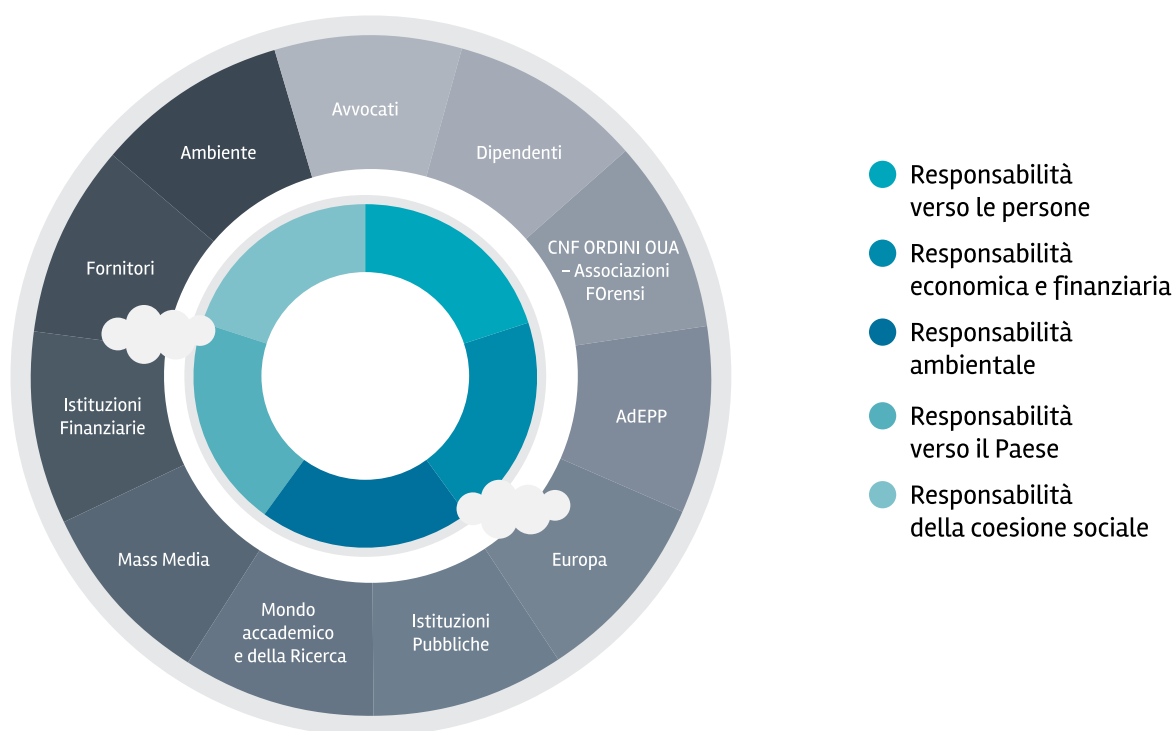 Avvocati
Dipendenti
CNF ORDINI OUA
– Associazioni
FOrensi
AdEPP
Europa
Istituzioni
Pubbliche
Mondo
accademico
e della Ricerca
Mass Media
Istituzioni
Finanziarie
Fornitori
Ambiente
Responsabilità
verso le persone
Responsabilità
economica e finanziaria
Responsabilità
ambientale
Responsabilità
verso il Paese
Responsabilità
della coesione sociale